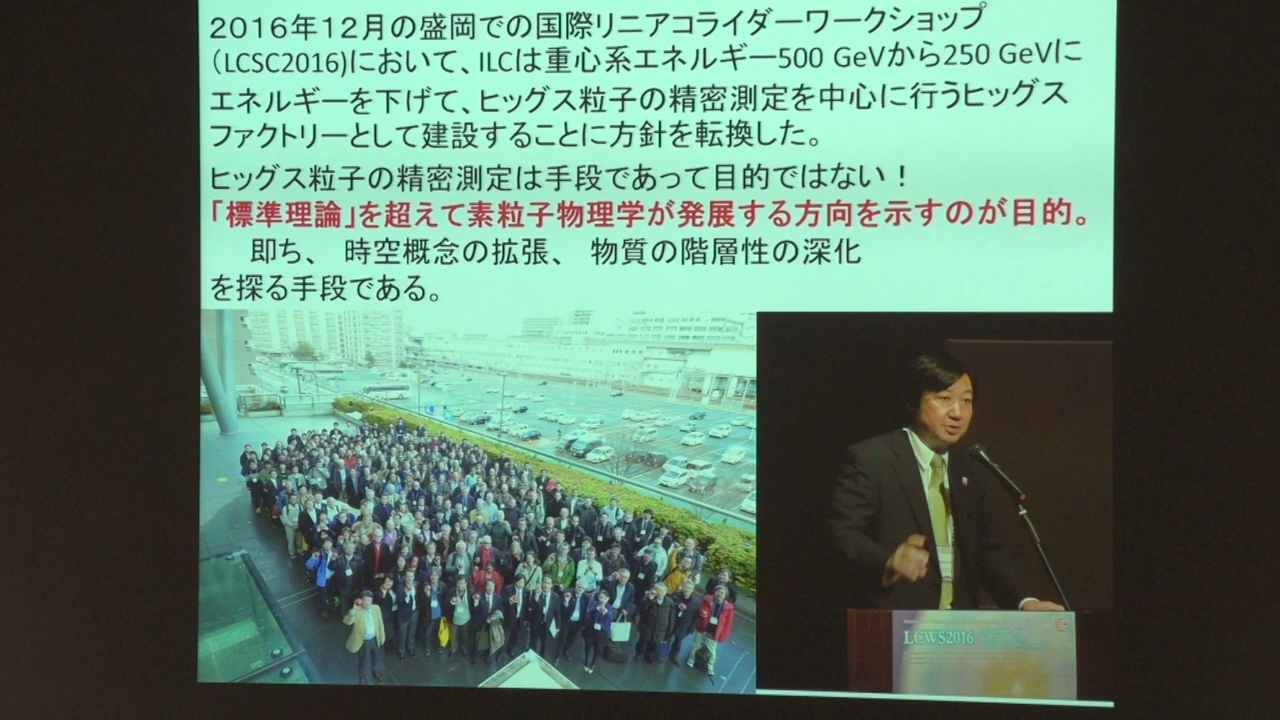 ２０１６年１２月の盛岡での国際リニアコライダーワークショップ
（LCSC2016)において、ILCは重心系エネルギー500 GeVから250 GeVに
エネルギーを下げて、ヒッグス粒子の精密測定を中心に行うヒッグス
ファクトリーとして建設することに方針を転換した。
ヒッグス粒子の精密測定は手段であって目的ではない！
「標準理論」を超えて素粒子物理学が発展する方向を示すのが目的。
即ち、 時空概念の拡張、 物質の階層性の深化
を探る手段である。
LCWS2016